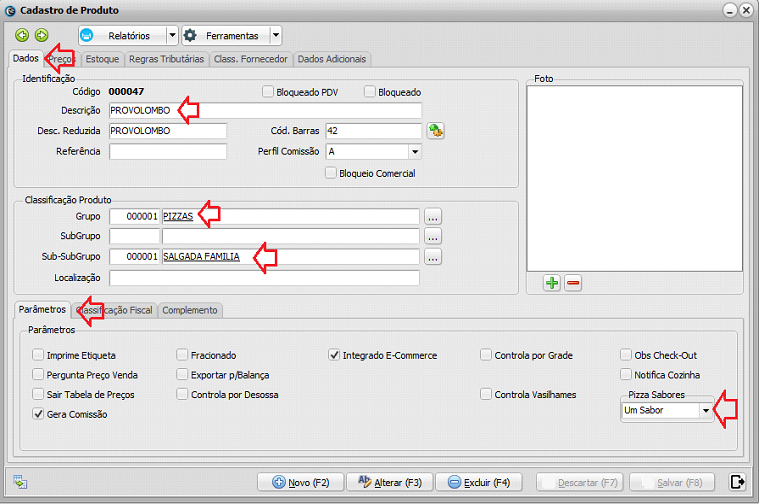 Cadastro de Produto
Relatórios Ferramentas
Dados Preços Estoque Regras Tributárias Class. Fornecedor Dados Adicionais
Identificação
Código 000047 Bloqueado PDV Bloqueado
Descrição PROVOLOMBO
Desc. Reduzida PROVOLOMBO Cód. Barras 42
Referência Perfil Comissão A
Bloqueio Comercial
Foto
Classificação Produto
Grupo 000001 PIZZAS ...
SubGrupo ...
Sub-SubGrupo 000001 SALGADA FAMILIA ...
Localização
Parâmetros Classificação Fiscal Complemento
Parâmetros
Imprime Etiqueta Fracionado Integrado E-Commerce Controla por Grade Obs Check-Out
Pergunta Preço Venda Exportar p/Balança Notifica Cozinha
Sair Tabela de Preços Controla por Desossa Controla Vasilhames Pizza Sabores
Gera Comissão Um Sabor
Novo (F2) Alterar (F3) Excluir (F4) Descartar (F7) Salvar (F8)